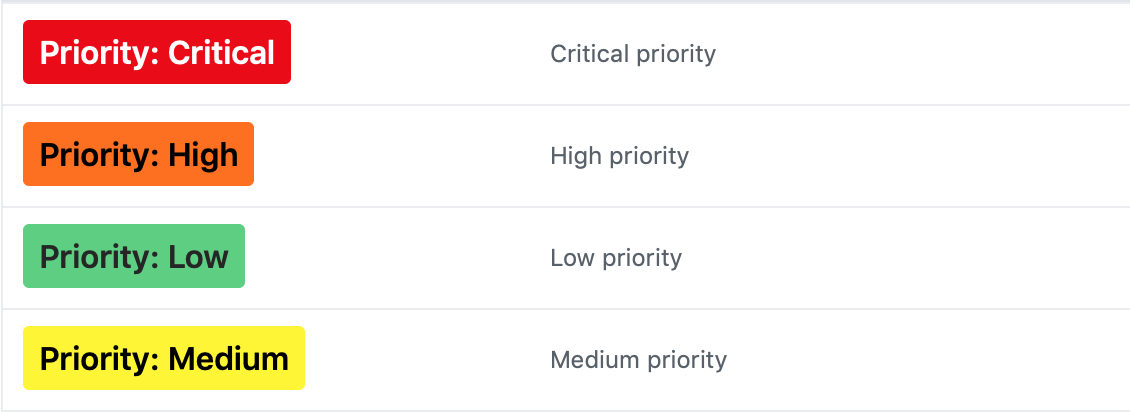 Priority: Critical
Critical priority
Priority: High
High priority
Priority: Low
Low priority
Priority: Medium
Medium priority